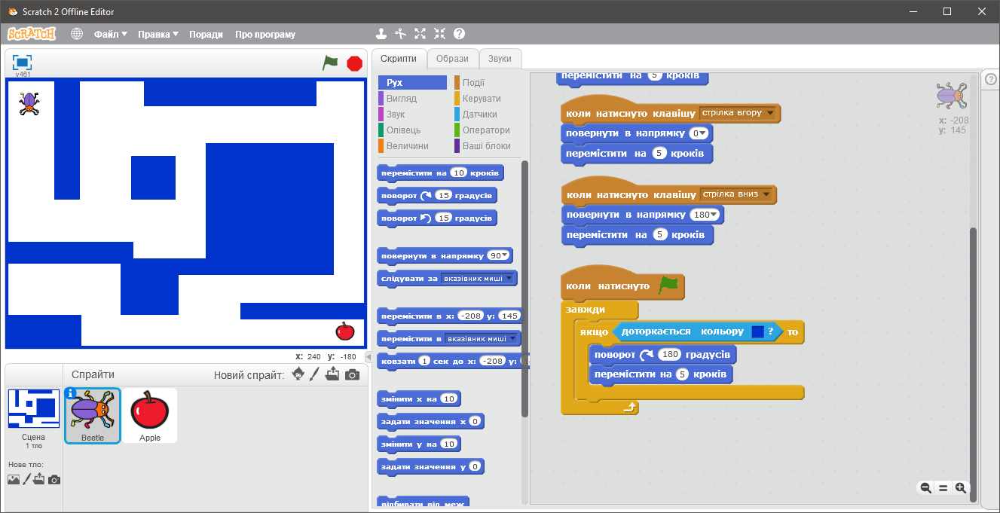 Scratch 2 Offline Editor
SCRATCH Файл Правка Поради Про програму
v461
x: 240 y: -180
Спрайти Новий спрайт:
Сцена
1 тло
Beetle
Apple
Нове тло:
Скрипти Образи Звуки
Рух Події
Вигляд Керувати
Звук Датчики
Олівець Оператори
Величини Ваші блоки
перемістити на 10 кроків
поворот 15 градусів
поворот 15 градусів
повернути в напрямку 90
слідувати за вказівник миші
перемістити в x: -208 y: 145
перемістити в вказівник миші
ковзати 1 сек до x: -208 y:
змінити x на 10
задати значення x 0
змінити y на 10
задати значення y 0
відбивати від меж
перемістити на 5 кроків
коли натиснуто клавішу стрілка вгору
повернути в напрямку 0
перемістити на 5 кроків
коли натиснуто клавішу стрілка вниз
повернути в напрямку 180
перемістити на 5 кроків
коли натиснуто
завжди
якщо доторкається кольору ? то
поворот 180 градусів
перемістити на 5 кроків
x: -208
y: 145